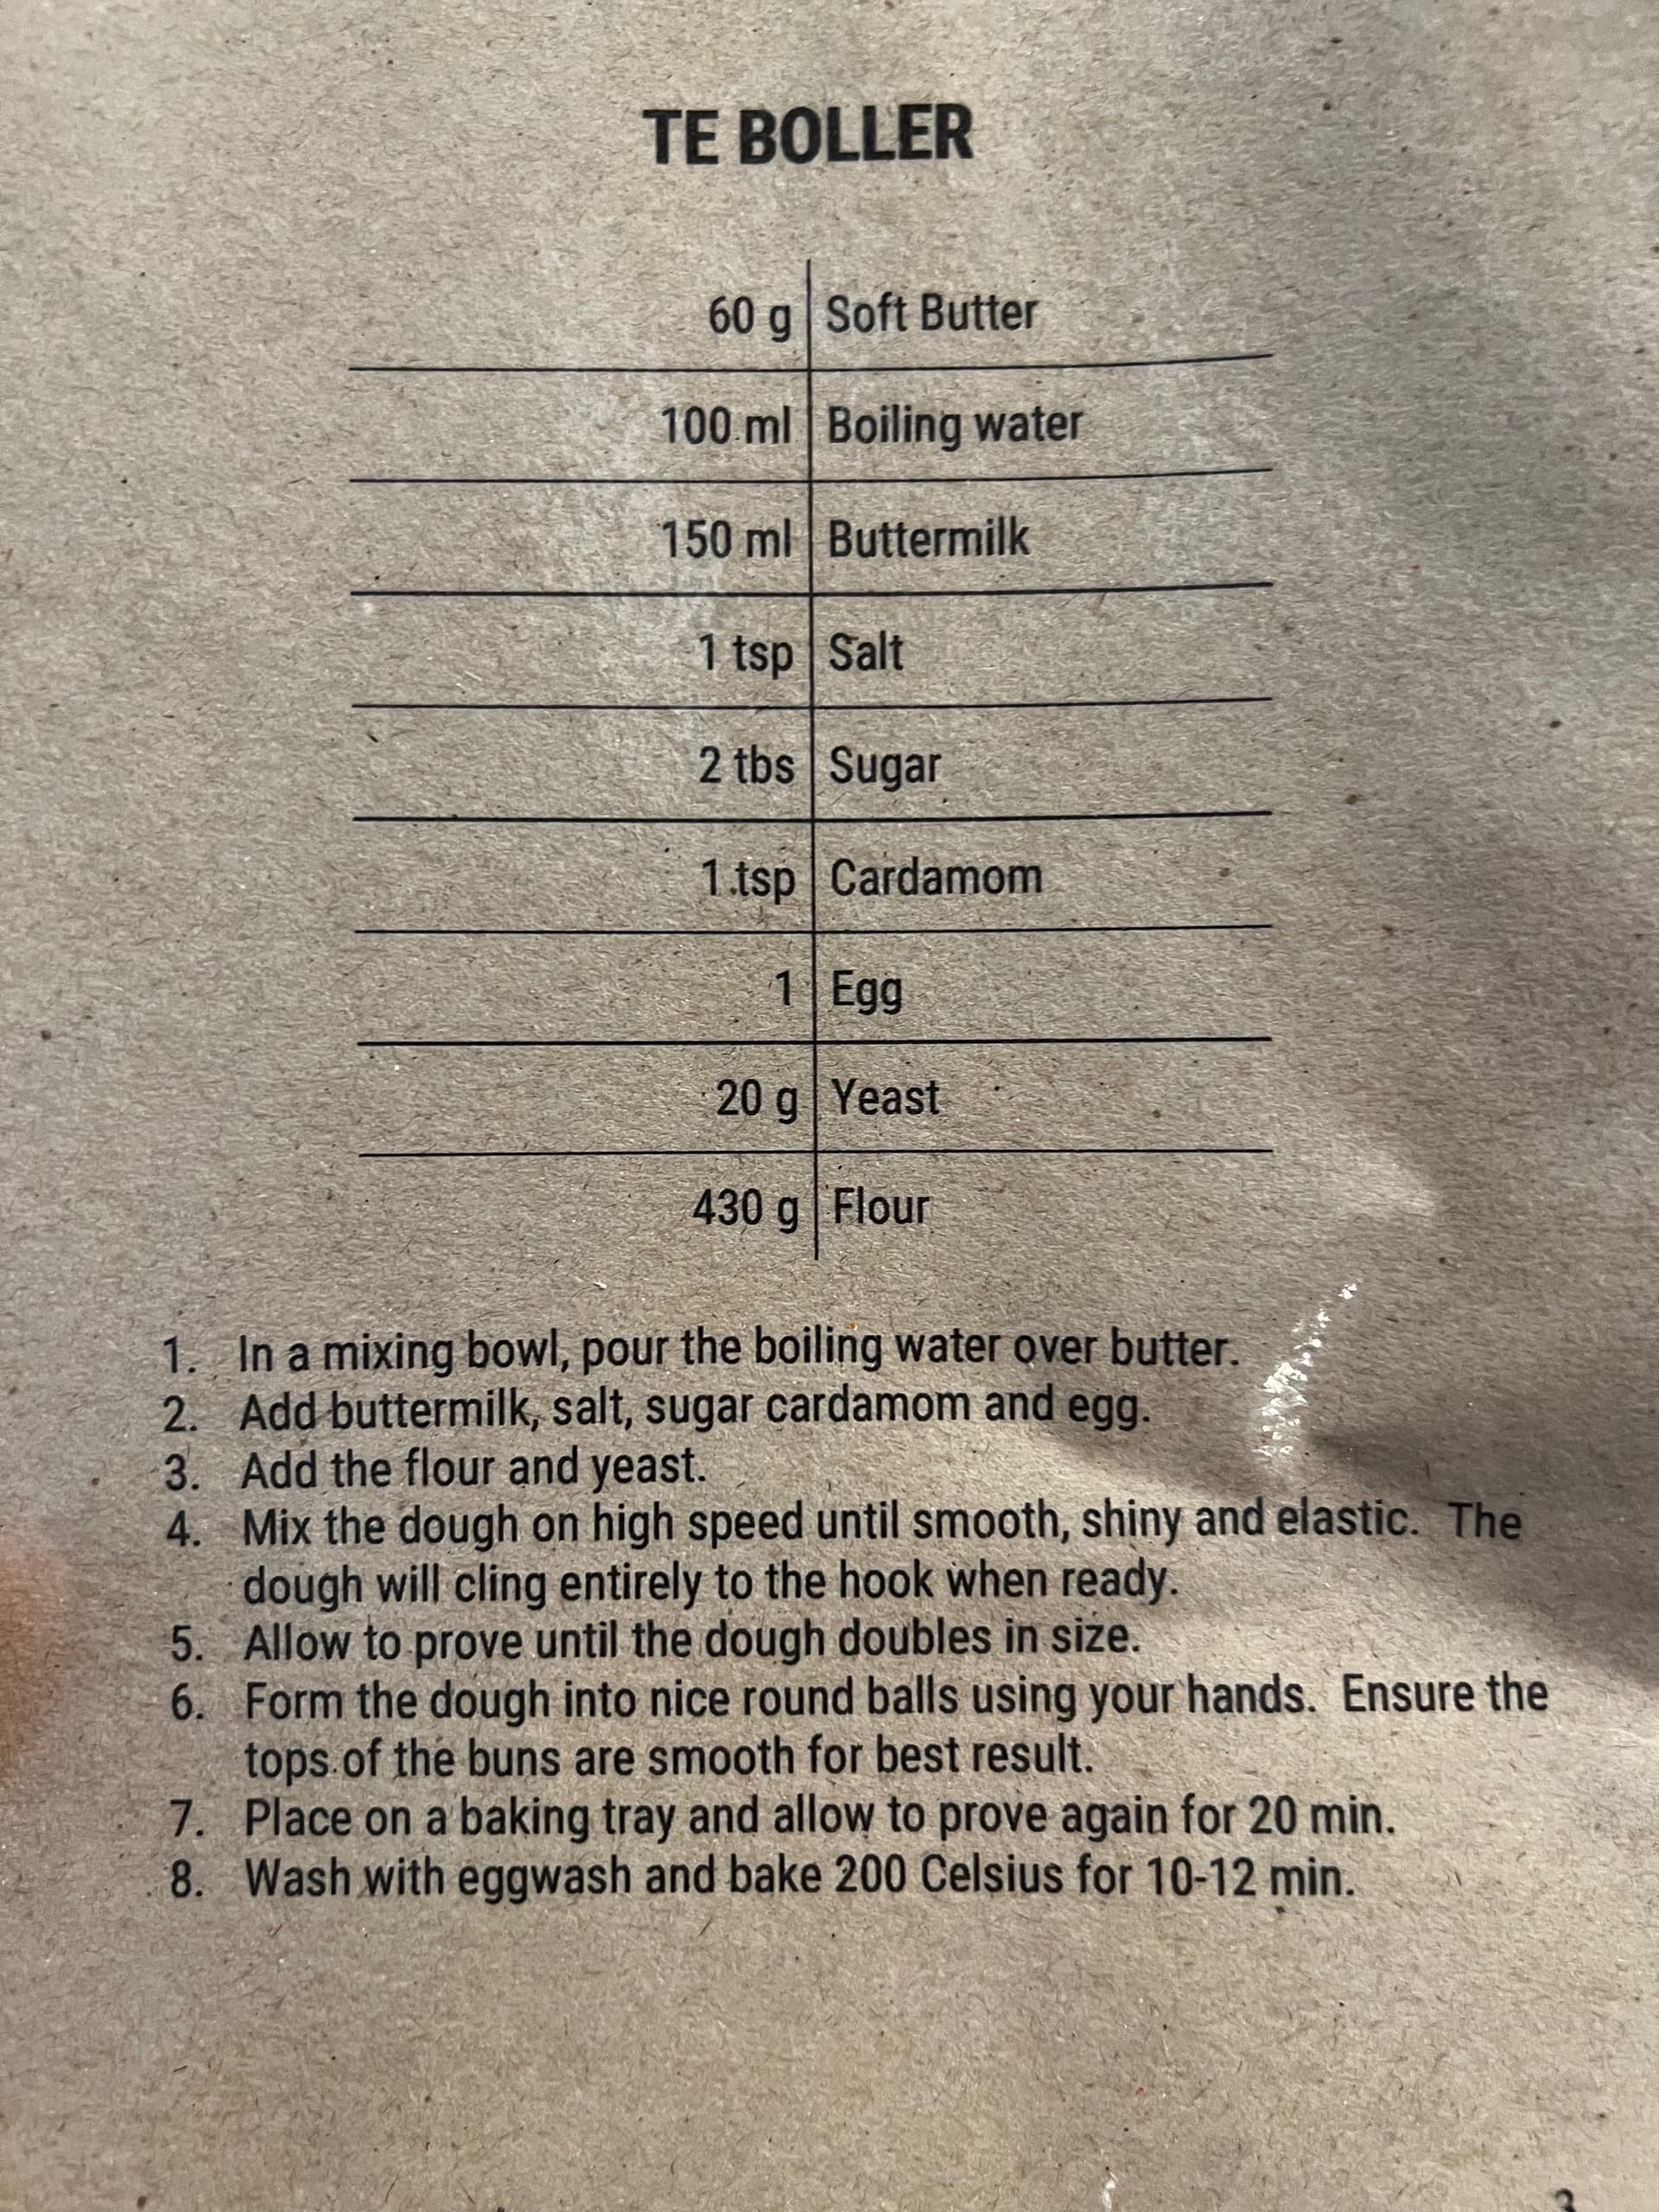 TE BOLLER
60 g Soft Butter
100 ml Boiling water
150 ml Buttermilk
1 tsp Salt
2 tbs Sugar
1 tsp Cardamom
1 Egg
20 g Yeast
430 g Flour
1. In a mixing bowl, pour the boiling water over butter.
2. Add buttermilk, salt, sugar cardamom and egg.
3. Add the flour and yeast.
4. Mix the dough on high speed until smooth, shiny and elastic. The
dough will cling entirely to the hook when ready.
5. Allow to prove until the dough doubles in size.
6. Form the dough into nice round balls using your hands. Ensure the
tops of the buns are smooth for best result.
7. Place on a baking tray and allow to prove again for 20 min.
8. Wash with eggwash and bake 200 Celsius for 10-12 min.
3